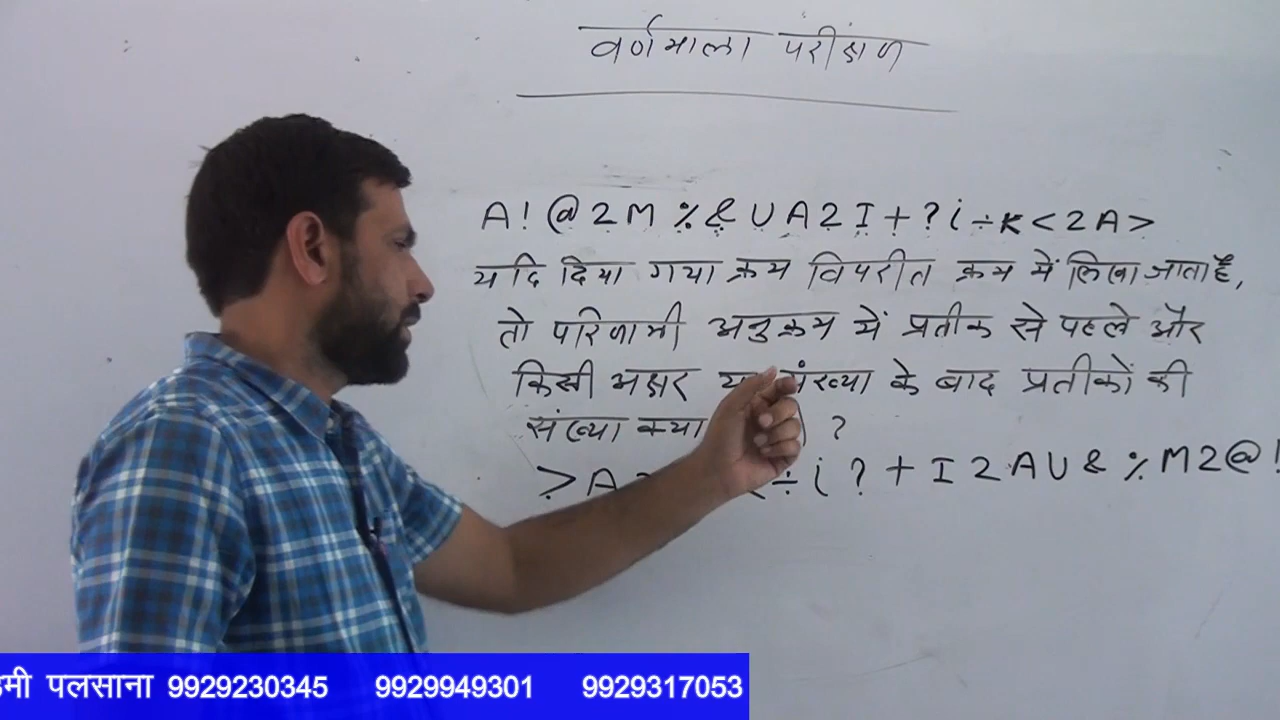 वर्णमाला परीक्षण
A ! @ 2 M % & U A 2 I + ? i ÷ K < 2 A >
यदि दिया गया क्रम विपरीत क्रम में लिखा जाता है,
तो परिणामी अनुक्रम में प्रतीक से पहले और
किसी अक्षर या संख्या के बाद प्रतीकों की
संख्या क्या ?
> A ÷ i ? + I 2 A U & % M 2 @ !
पलसाना 9929230345 9929949301 9929317053